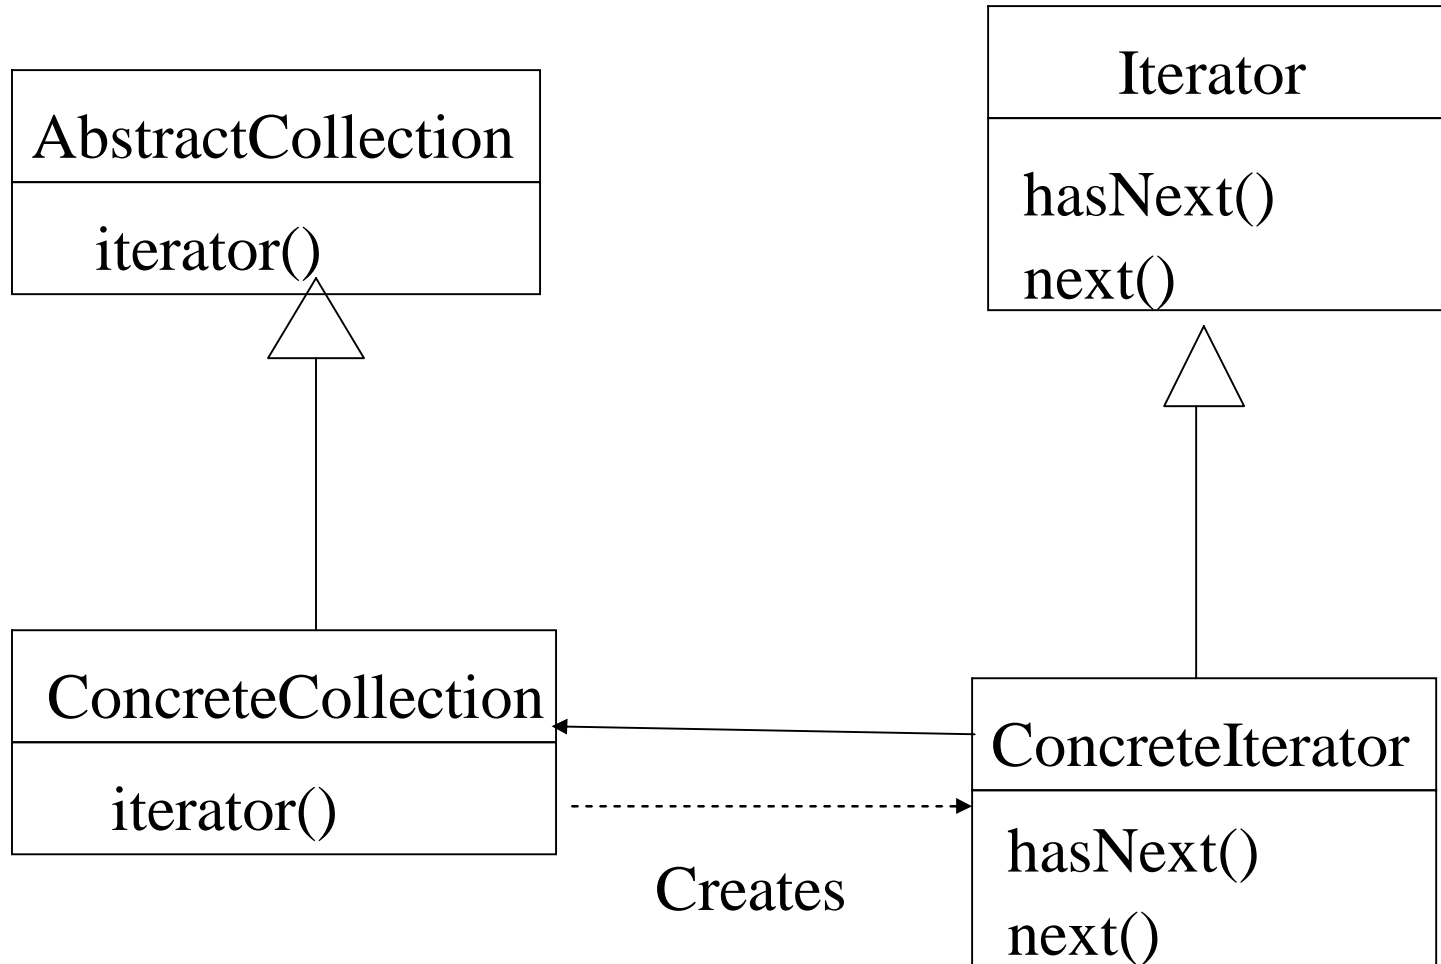 AbstractCollection
iterator()
Iterator
hasNext()
next()
ConcreteCollection
iterator()
Creates
ConcreteIterator
hasNext()
next()